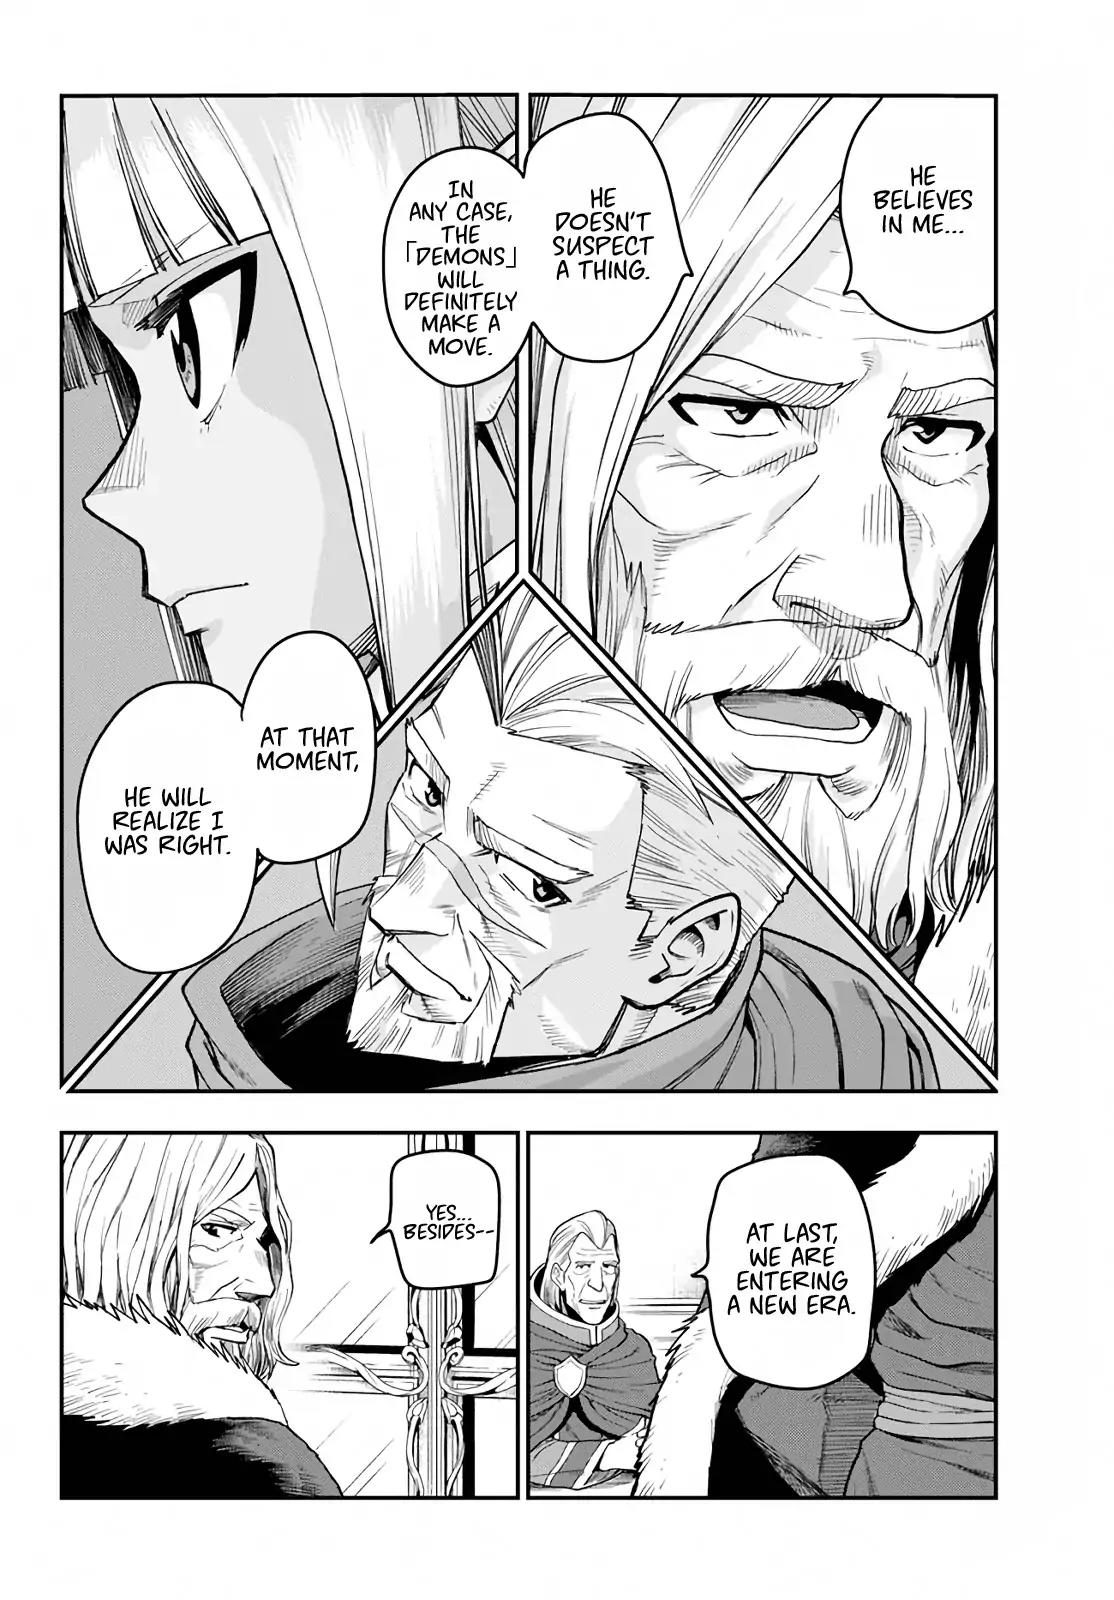 HE
BELIEVES
IN ME...
HE
DOESN'T
SUSPECT
A THING.
IN
ANY CASE,
THE
「DEMONS」
WILL
DEFINITELY
MAKE A
MOVE.
AT THAT
MOMENT,
HE WILL
REALIZE I
WAS RIGHT.
AT LAST,
WE ARE
ENTERING
A NEW ERA.
YES...
BESIDES--